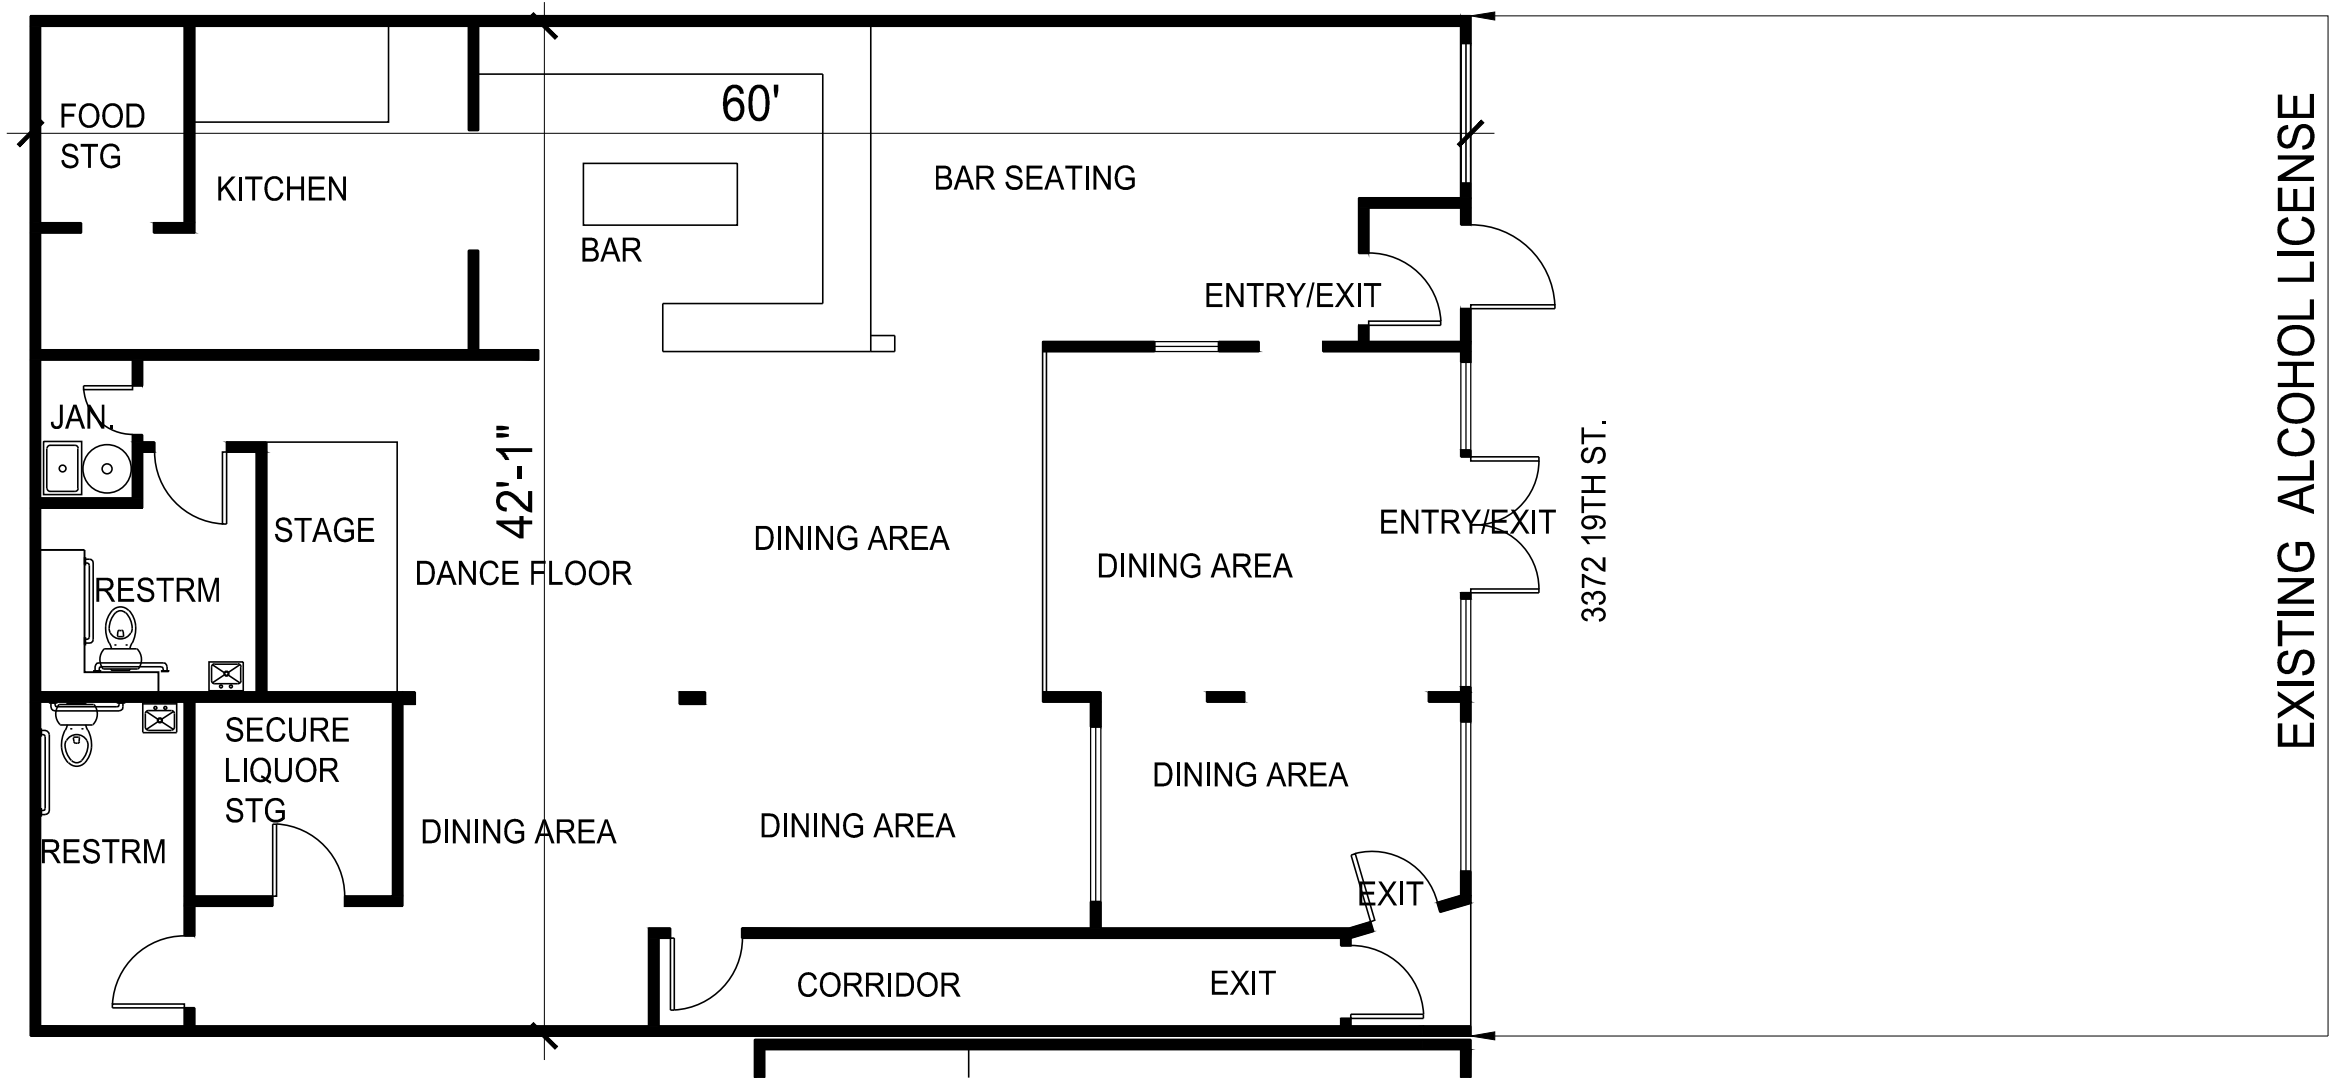 60'
FOOD
STG
KITCHEN
BAR SEATING
BAR
ENTRY/EXIT
JAN.
42'-1"
STAGE
DINING AREA
DANCE FLOOR
DINING AREA
ENTRY/EXIT
3372 19TH ST.
EXISTING ALCOHOL LICENSE
RESTRM
SECURE
LIQUOR
STG
DINING AREA
DINING AREA
DINING AREA
RESTRM
EXIT
CORRIDOR
EXIT